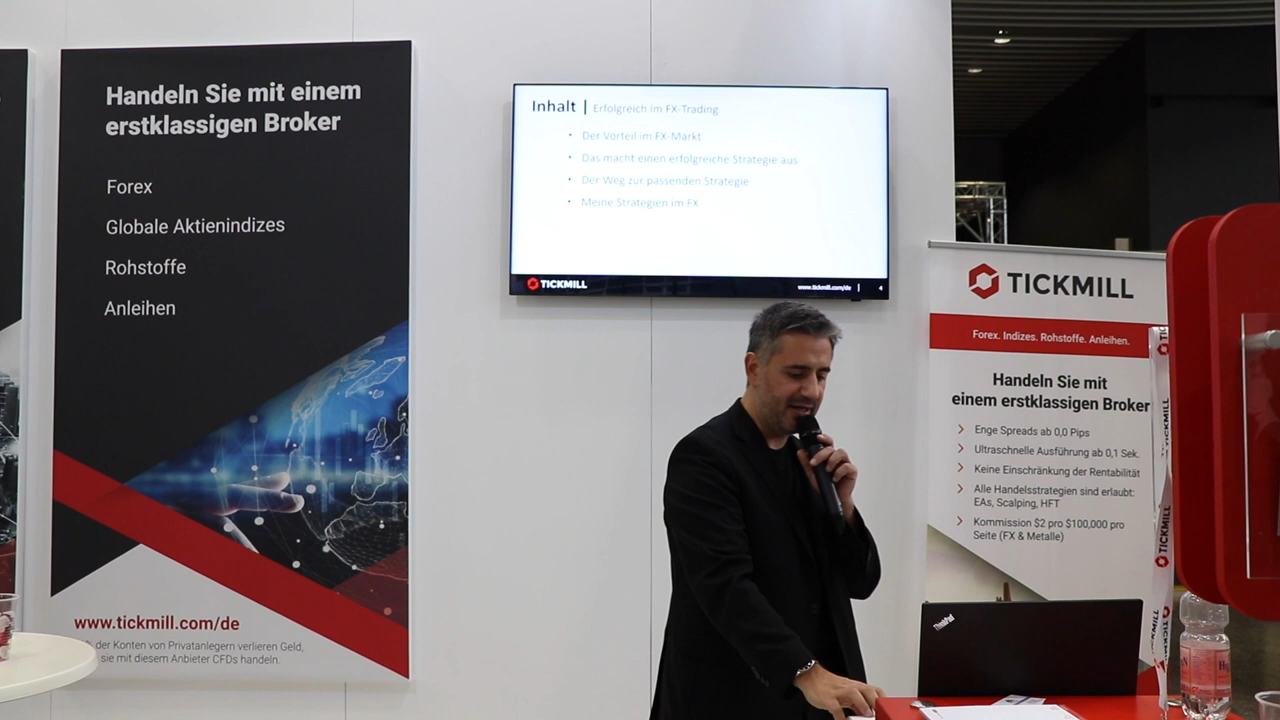 Handeln Sie mit einem
erstklassigen Broker
Forex
Globale Aktienindizes
Rohstoffe
Anleihen
www.tickmill.com/de
der Konten von Privatanlegern verlieren Geld,
sie mit diesem Anbieter CFDs handeln.
Inhalt | Erfolgreich im FX-Trading
• Der Vorteil im FX-Markt
• Das macht einen erfolgreiche Strategie aus
• Der Weg zur passenden Strategie
• Meine Strategien im FX
TICKMILL
www.tickmill.com/de | 4
TICKMILL
Forex. Indizes. Rohstoffe. Anleihen.
Handeln Sie mit
einem erstklassigen Broker
Enge Spreads ab 0,0 Pips
Ultraschnelle Ausführung ab 0,1 Sek.
Keine Einschränkung der Rentabilität
Alle Handelsstrategien sind erlaubt:
EAs, Scalping, HFT
Kommission $2 pro $100,000 pro
Seite (FX & Metalle)
TICKMILL
TICKMILL
ThinkPad